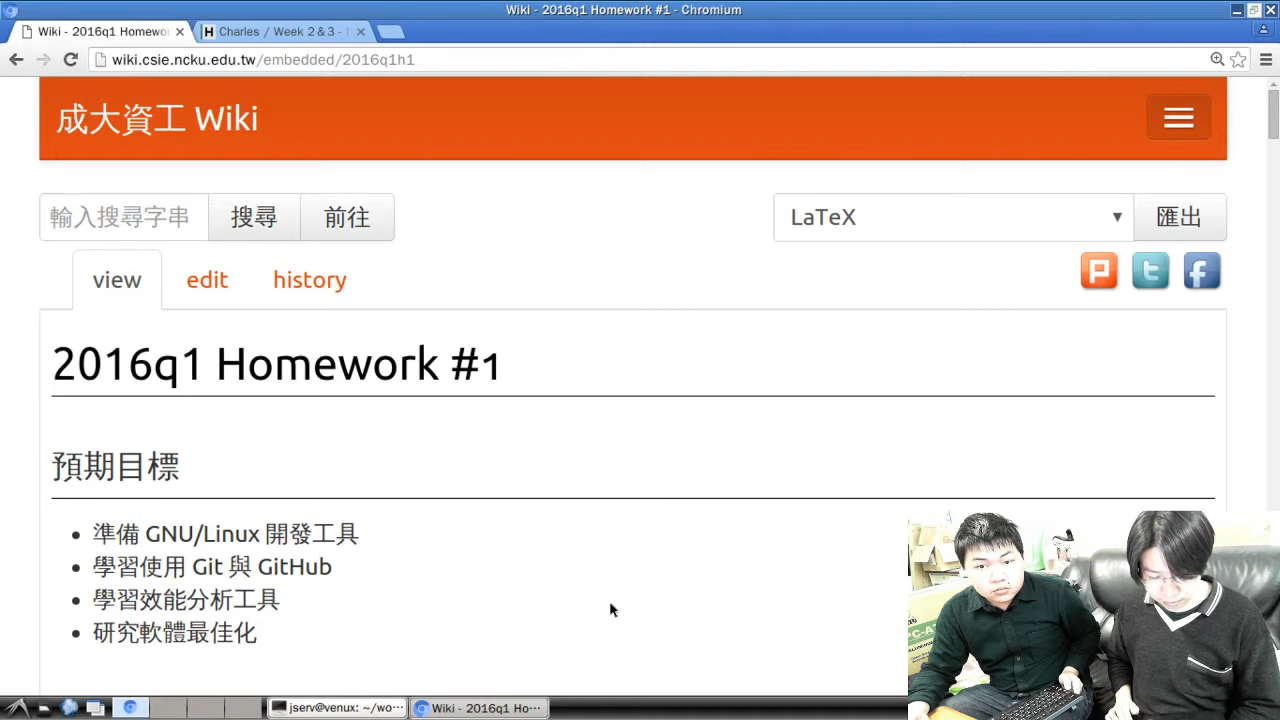 Wiki - 2016q1 Homework #1 - Chromium
Wiki - 2016q1 Homewo
Charles / Week 2 & 3 -
wiki.csie.ncku.edu.tw/embedded/2016q1h1
成大資工 Wiki
輸入搜尋字串 搜尋 前往 LaTeX 匯出
view edit history
2016q1 Homework #1
預期目標
準備 GNU/Linux 開發工具
學習使用 Git 與 GitHub
學習效能分析工具
研究軟體最佳化
jserv@venux: ~/wo··· Wiki - 2016q1 Ho···